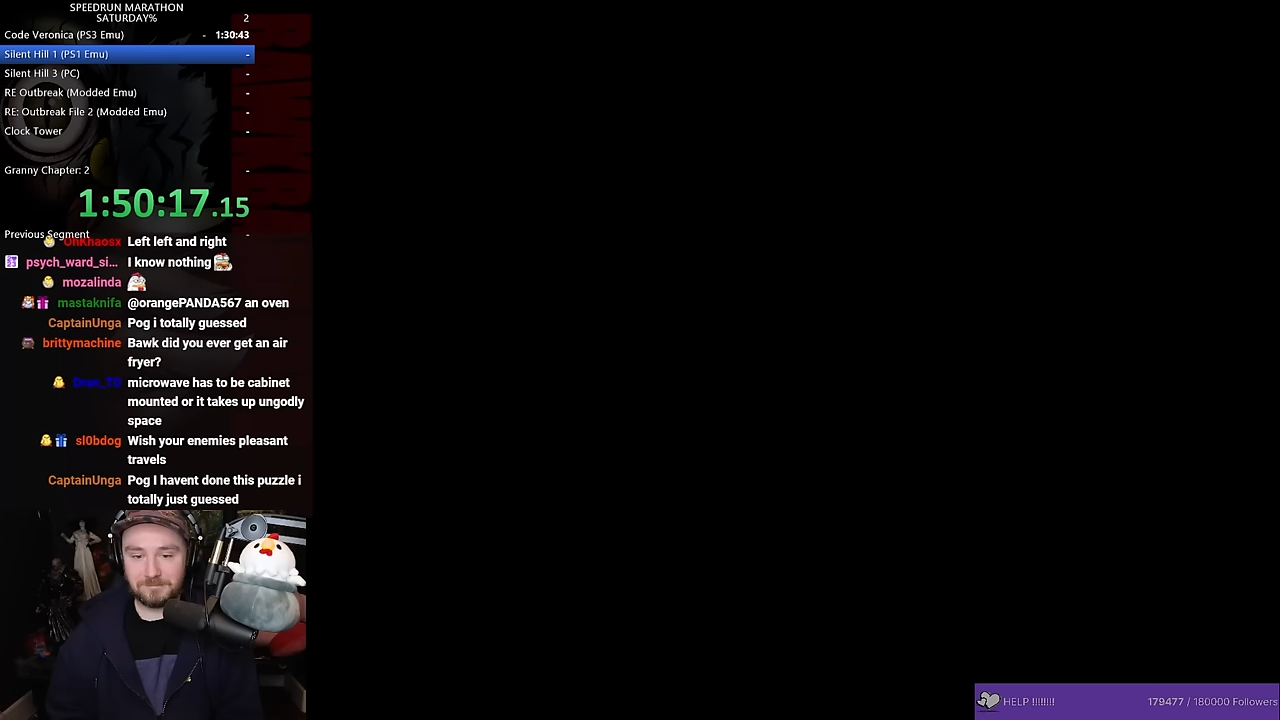 SPEEDRUN MARATHON
SATURDAY% 2
Code Veronica (PS3 Emu) - 1:30:43
Silent Hill 1 (PS1 Emu) -
Silent Hill 3 (PC) -
RE Outbreak (Modded Emu) -
RE: Outbreak File 2 (Modded Emu) -
Clock Tower -
Granny Chapter: 2 -
1:50:17.15
Previous Segment -
OhKhaosx Left left and right
psych_ward_si... I know nothing
mozalinda
mastaknifa @orangePANDA567 an oven
CaptainUnga Pog i totally guessed
brittymachine Bawk did you ever get an air
fryer?
microwave has to be cabinet
mounted or it takes up ungodly
space
sl0bdog Wish your enemies pleasant
travels
CaptainUnga Pog I havent done this puzzle i
totally just guessed
HELP !!!!!!!! 179477 / 180000 Followers